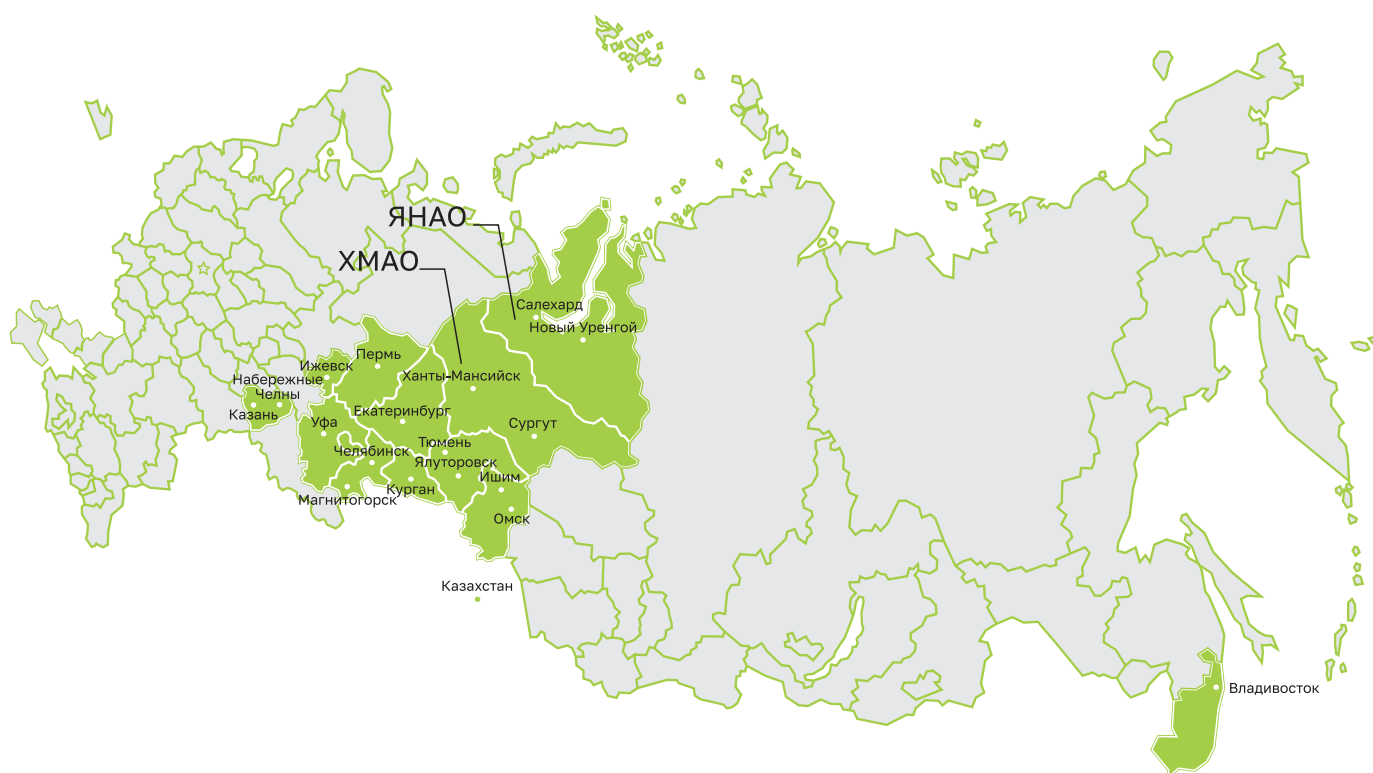 ЯНАО
ХМАО
Салехард
Новый Уренгой
Пермь
Ижевск
Ханты-Мансийск
Набережные
Челны
Казань
Екатеринбург
Уфа
Сургут
Тюмень
Челябинск
Ялуторовск
Ишим
Курган
Магнитогорск
Омск
Казахстан
Владивосток